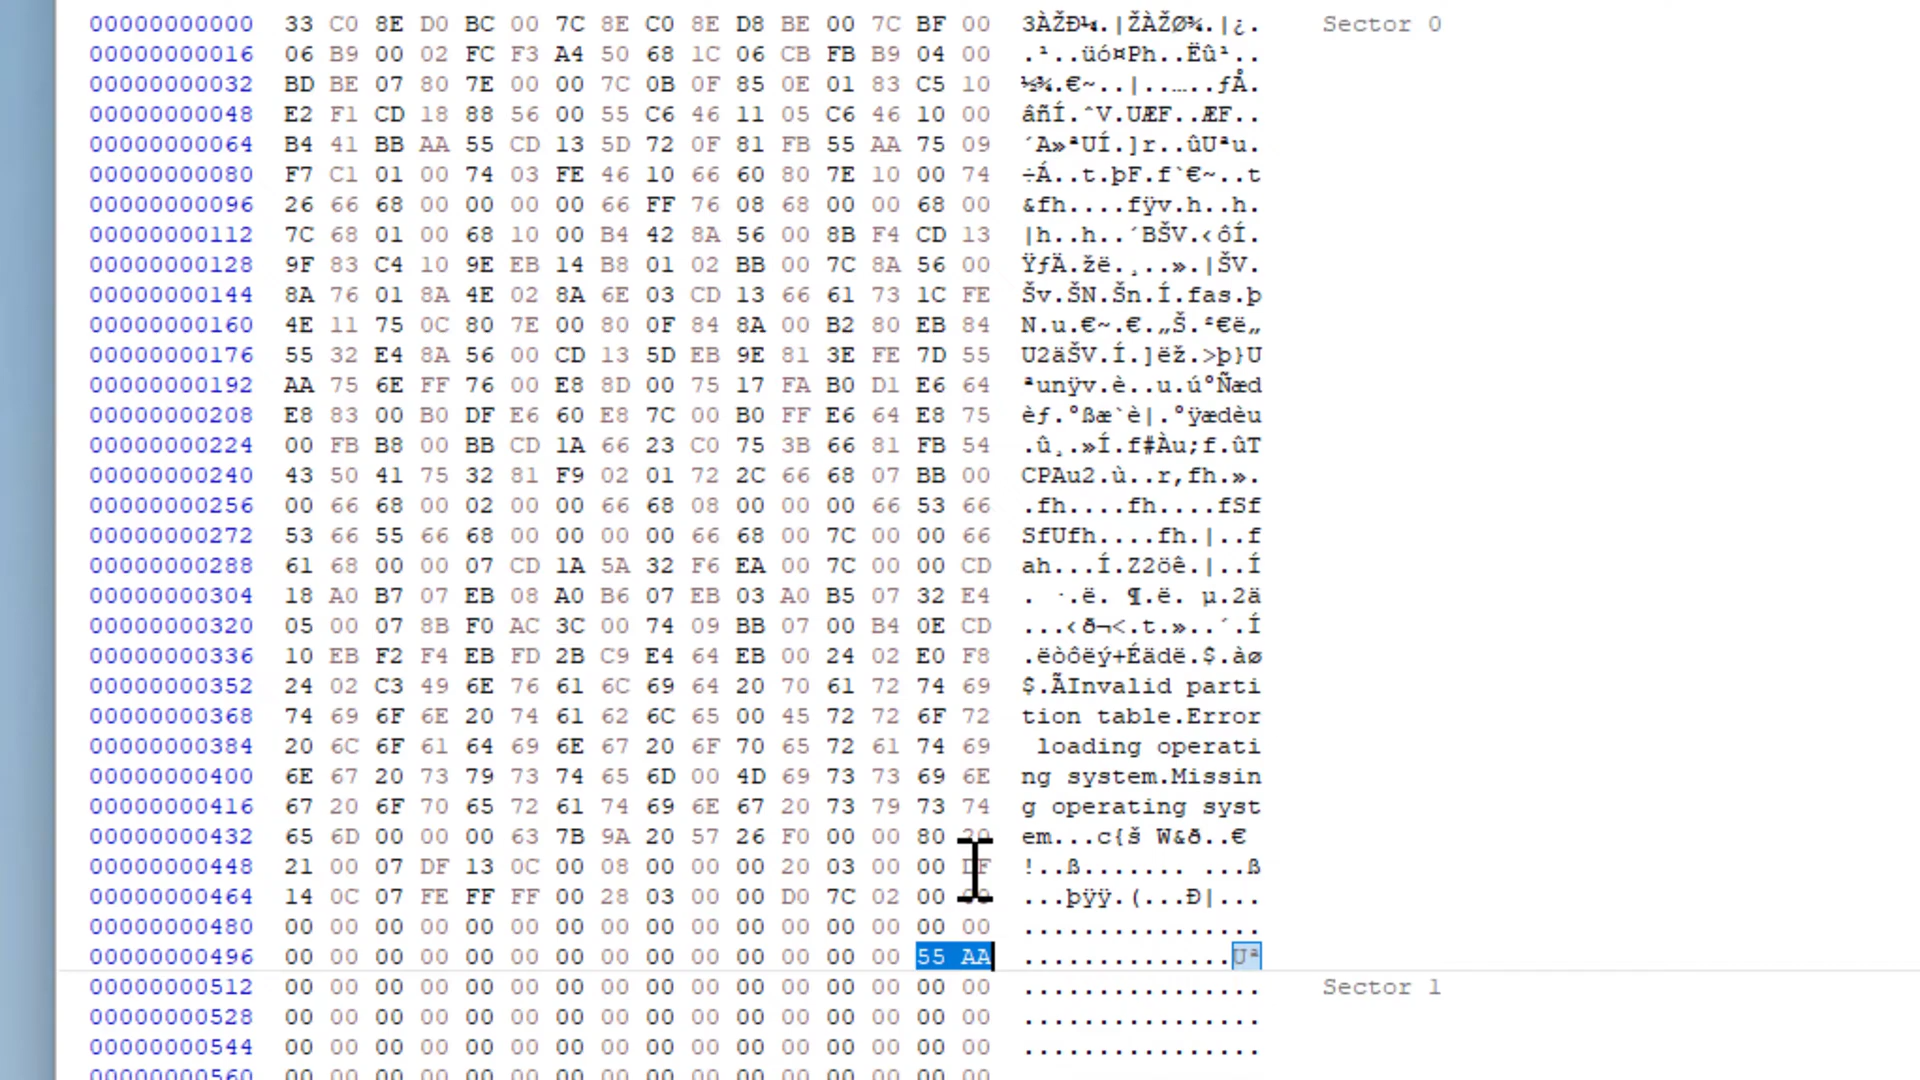 00000000000 33 C0 8E D0 BC 00 7C 8E C0 8E D8 BE 00 7C BF 00 3ÀŽÐ¼.|ŽÀŽØ¾.|¿. Sector 0
00000000016 06 B9 00 02 FC F3 A4 50 68 1C 06 CB FB B9 04 00 .¹..üó¤Ph..Ëû¹..
00000000032 BD BE 07 80 7E 00 00 7C 0B 0F 85 0E 01 83 C5 10 ½¾.€~..|..…..ƒÅ.
00000000048 E2 F1 CD 18 88 56 00 55 C6 46 11 05 C6 46 10 00 âñÍ.ˆV.UÆF..ÆF..
00000000064 B4 41 BB AA 55 CD 13 5D 72 0F 81 FB 55 AA 75 09 ´A»ªUÍ.]r..ûUªu.
00000000080 F7 C1 01 00 74 03 FE 46 10 66 60 80 7E 10 00 74 ÷Á..t.þF.f`€~..t
00000000096 26 66 68 00 00 00 00 66 FF 76 08 68 00 00 68 00 &fh....fÿv.h..h.
00000000112 7C 68 01 00 68 10 00 B4 42 8A 56 00 8B F4 CD 13 |h..h..´BŠV.‹ôÍ.
00000000128 9F 83 C4 10 9E EB 14 B8 01 02 BB 00 7C 8A 56 00 ŸƒÄ.žë.¸..».|ŠV.
00000000144 8A 76 01 8A 4E 02 8A 6E 03 CD 13 66 61 73 1C FE Šv.ŠN.Šn.Í.fas.þ
00000000160 4E 11 75 0C 80 7E 00 80 0F 84 8A 00 B2 80 EB 84 N.u.€~.€.„Š.²€ë„
00000000176 55 32 E4 8A 56 00 CD 13 5D EB 9E 81 3E FE 7D 55 U2äŠV.Í.]ëž.>þ}U
00000000192 AA 75 6E FF 76 00 E8 8D 00 75 17 FA B0 D1 E6 64 ªunÿv.è..u.ú°Ñæd
00000000208 E8 83 00 B0 DF E6 60 E8 7C 00 B0 FF E6 64 E8 75 èƒ.°ßæ`è|.°ÿædèu
00000000224 00 FB B8 00 BB CD 1A 66 23 C0 75 3B 66 81 FB 54 .û¸.»Í.f#Àu;f.ûT
00000000240 43 50 41 75 32 81 F9 02 01 72 2C 66 68 07 BB 00 CPAu2.ù..r,fh.».
00000000256 00 66 68 00 02 00 00 66 68 08 00 00 00 66 53 66 .fh....fh....fSf
00000000272 53 66 55 66 68 00 00 00 00 66 68 00 7C 00 00 66 SfUfh....fh.|..f
00000000288 61 68 00 00 07 CD 1A 5A 32 F6 EA 00 7C 00 00 CD ah...Í.Z2öê.|..Í
00000000304 18 A0 B7 07 EB 08 A0 B6 07 EB 03 A0 B5 07 32 E4 . ·.ë. ¶.ë. µ.2ä
00000000320 05 00 07 8B F0 AC 3C 00 74 09 BB 07 00 B4 0E CD ...‹ð¬<.t.»..´.Í
00000000336 10 EB F2 F4 EB FD 2B C9 E4 64 EB 00 24 02 E0 F8 .ëòôëý+Éädë.$.àø
00000000352 24 02 C3 49 6E 76 61 6C 69 64 20 70 61 72 74 69 $.ÃInvalid parti
00000000368 74 69 6F 6E 20 74 61 62 6C 65 00 45 72 72 6F 72 tion table.Error
00000000384 20 6C 6F 61 64 69 6E 67 20 6F 70 65 72 61 74 69 loading operati
00000000400 6E 67 20 73 79 73 74 65 6D 00 4D 69 73 73 69 6E ng system.Missin
00000000416 67 20 6F 70 65 72 61 74 69 6E 67 20 73 79 73 74 g operating syst
00000000432 65 6D 00 00 00 63 7B 9A 20 57 26 F0 00 00 80 20 em...c{š W&ð..€
00000000448 21 00 07 DF 13 0C 00 08 00 00 00 20 03 00 00 DF !..ß....... ...ß
00000000464 14 0C 07 FE FF FF 00 28 03 00 00 D0 7C 02 00 00 ...þÿÿ.(...Ð|...
00000000480 00 00 00 00 00 00 00 00 00 00 00 00 00 00 00 00 ................
00000000496 00 00 00 00 00 00 00 00 00 00 00 00 00 00 55 AA ..............Uª
00000000512 00 00 00 00 00 00 00 00 00 00 00 00 00 00 00 00 ................ Sector 1
00000000528 00 00 00 00 00 00 00 00 00 00 00 00 00 00 00 00 ................
00000000544 00 00 00 00 00 00 00 00 00 00 00 00 00 00 00 00 ................
00000000560 00 00 00 00 00 00 00 00 00 00 00 00 00 00 00 00